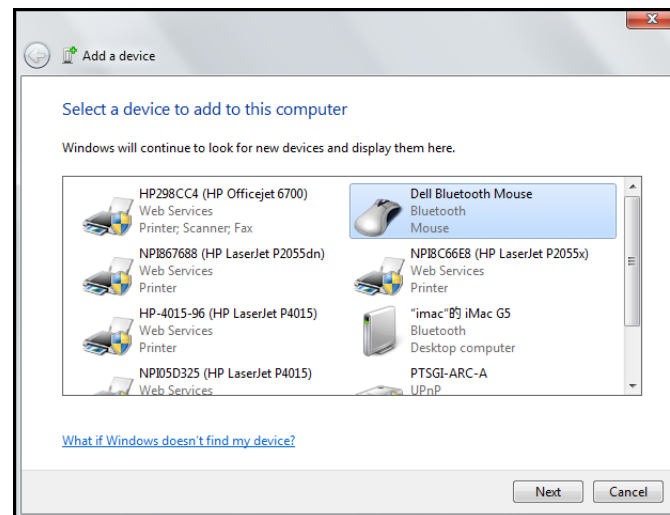 Add a device
Select a device to add to this computer
Windows will continue to look for new devices and display them here.
HP298CC4 (HP Officejet 6700)
Web Services
Printer; Scanner; Fax
Dell Bluetooth Mouse
Bluetooth
Mouse
NPI867688 (HP LaserJet P2055dn)
Web Services
Printer
NPI8C66E8 (HP LaserJet P2055x)
Web Services
Printer
HP-4015-96 (HP LaserJet P4015)
Web Services
Printer
"imac"的 iMac G5
Bluetooth
Desktop computer
NPI05D325 (HP LaserJet P4015)
Web Services
PTSGI-ARC-A
UPnP
What if Windows doesn't find my device?
Next
Cancel